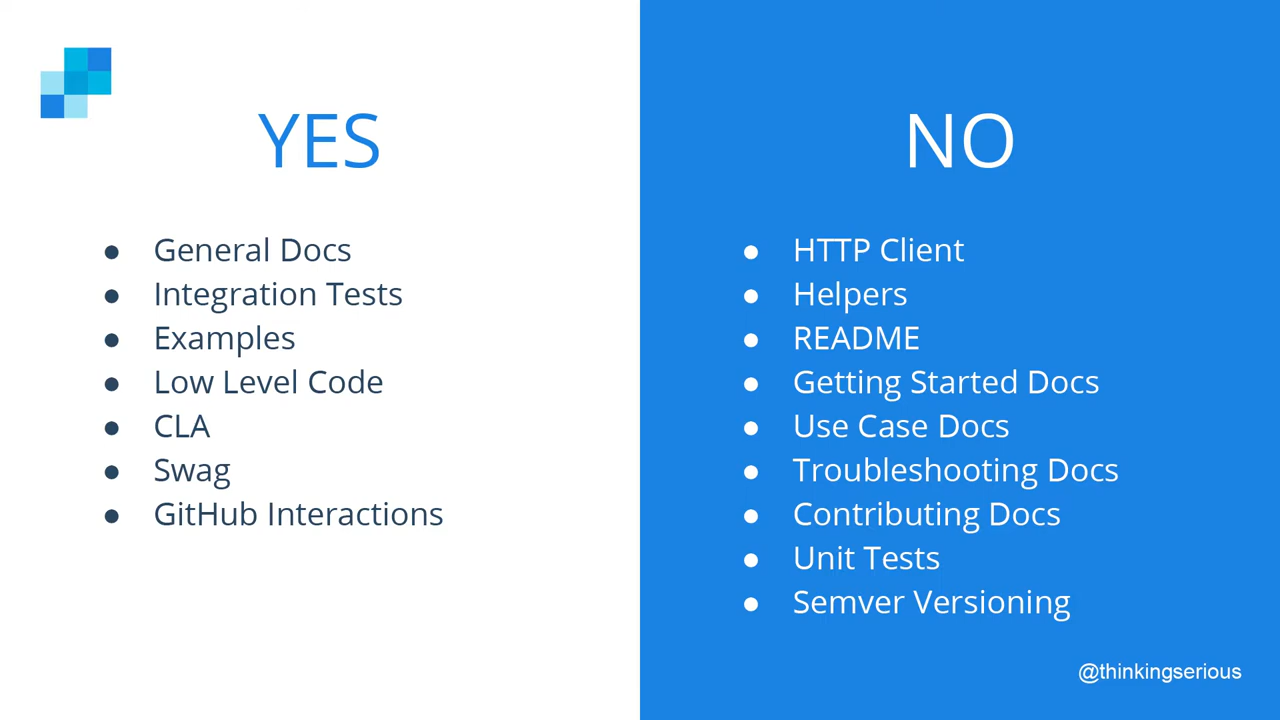 YES
● General Docs
● Integration Tests
● Examples
● Low Level Code
● CLA
● Swag
● GitHub Interactions
NO
● HTTP Client
● Helpers
● README
● Getting Started Docs
● Use Case Docs
● Troubleshooting Docs
● Contributing Docs
● Unit Tests
● Semver Versioning
@thinkingserious